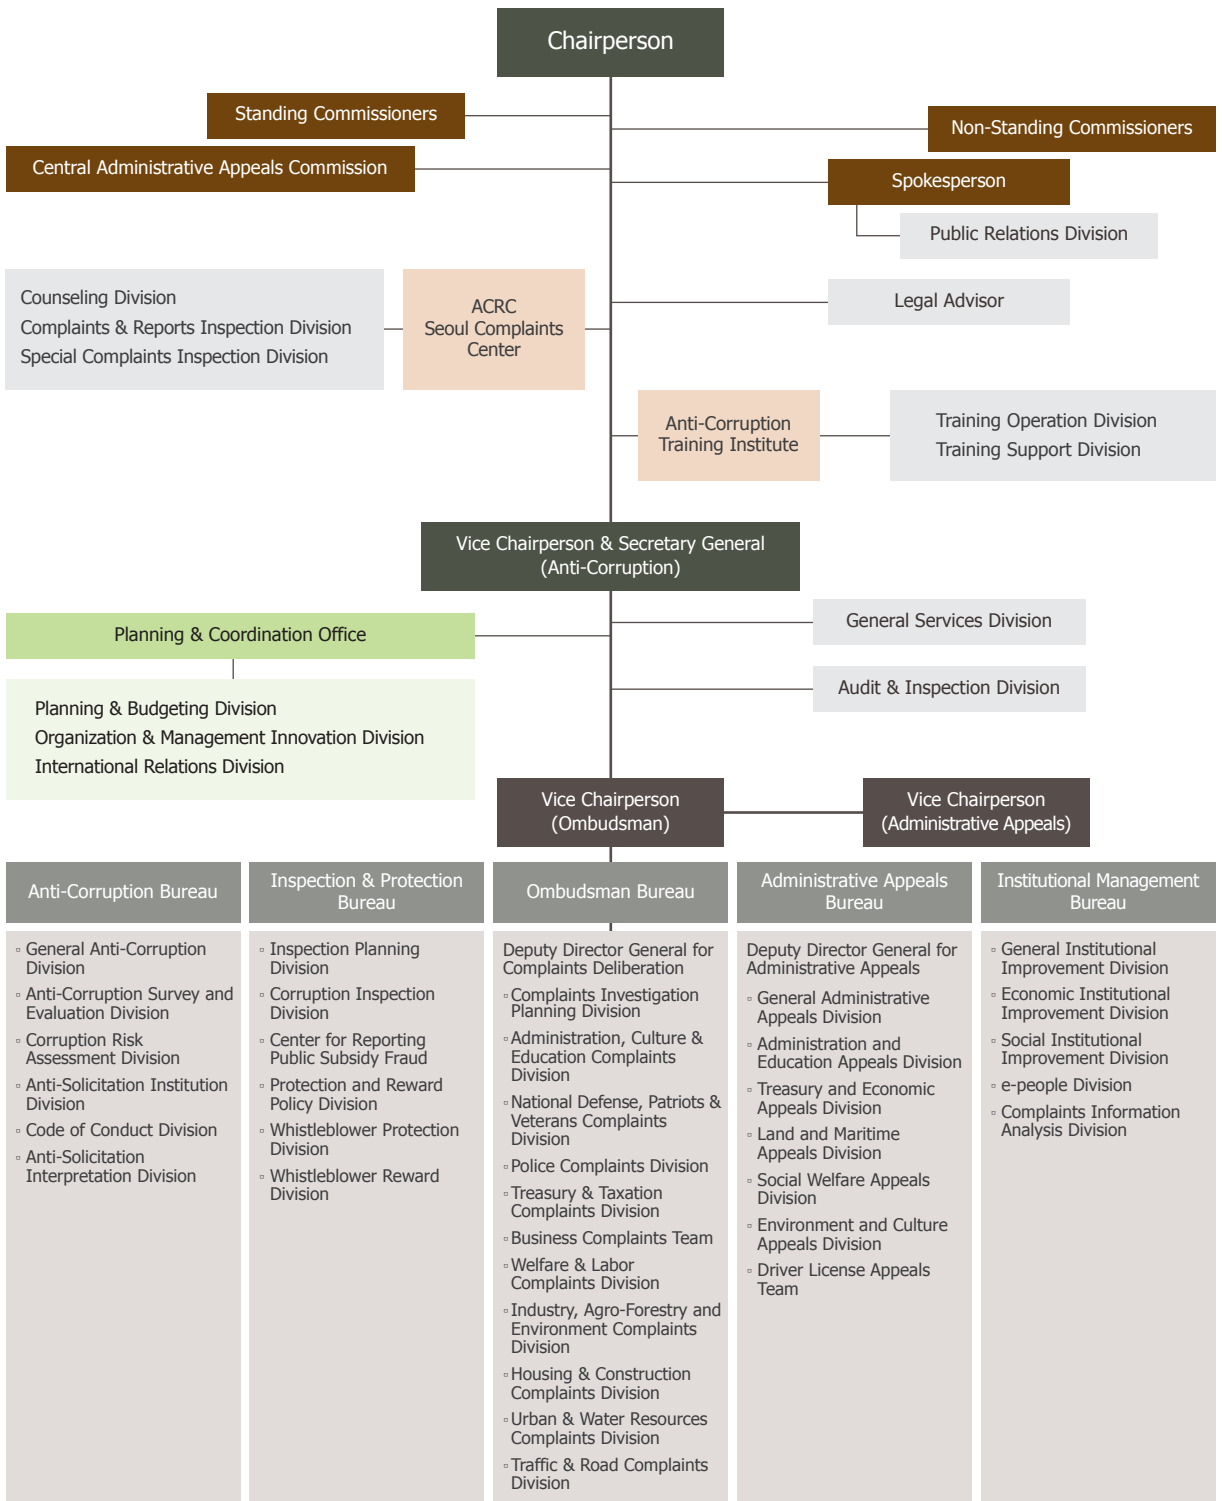 Chairperson
Standing Commissioners
Non-Standing Commissioners
Central Administrative Appeals Commission
Spokesperson
Public Relations Division
Counseling Division
Complaints & Reports Inspection Division
Special Complaints Inspection Division
ACRC
Seoul Complaints
Center
Legal Advisor
Anti-Corruption
Training Institute
Training Operation Division
Training Support Division
Vice Chairperson & Secretary General
(Anti-Corruption)
Planning & Coordination Office
General Services Division
Audit & Inspection Division
Planning & Budgeting Division
Organization & Management Innovation Division
International Relations Division
Vice Chairperson
(Ombudsman)
Vice Chairperson
(Administrative Appeals)
Anti-Corruption Bureau
▫ General Anti-Corruption
Division
▫ Anti-Corruption Survey and
Evaluation Division
▫ Corruption Risk
Assessment Division
▫ Anti-Solicitation Institution
Division
▫ Code of Conduct Division
▫ Anti-Solicitation
Interpretation Division
Inspection & Protection
Bureau
▫ Inspection Planning
Division
▫ Corruption Inspection
Division
▫ Center for Reporting
Public Subsidy Fraud
▫ Protection and Reward
Policy Division
▫ Whistleblower Protection
Division
▫ Whistleblower Reward
Division
Ombudsman Bureau
Deputy Director General for
Complaints Deliberation
▫ Complaints Investigation
Planning Division
▫ Administration, Culture &
Education Complaints
Division
▫ National Defense, Patriots &
Veterans Complaints
Division
▫ Police Complaints Division
▫ Treasury & Taxation
Complaints Division
▫ Business Complaints Team
▫ Welfare & Labor
Complaints Division
▫ Industry, Agro-Forestry and
Environment Complaints
Division
▫ Housing & Construction
Complaints Division
▫ Urban & Water Resources
Complaints Division
▫ Traffic & Road Complaints
Division
Administrative Appeals
Bureau
Deputy Director General for
Administrative Appeals
▫ General Administrative
Appeals Division
▫ Administration and
Education Appeals Division
▫ Treasury and Economic
Appeals Division
▫ Land and Maritime
Appeals Division
▫ Social Welfare Appeals
Division
▫ Environment and Culture
Appeals Division
▫ Driver License Appeals
Team
Institutional Management
Bureau
▫ General Institutional
Improvement Division
▫ Economic Institutional
Improvement Division
▫ Social Institutional
Improvement Division
▫ e-people Division
▫ Complaints Information
Analysis Division